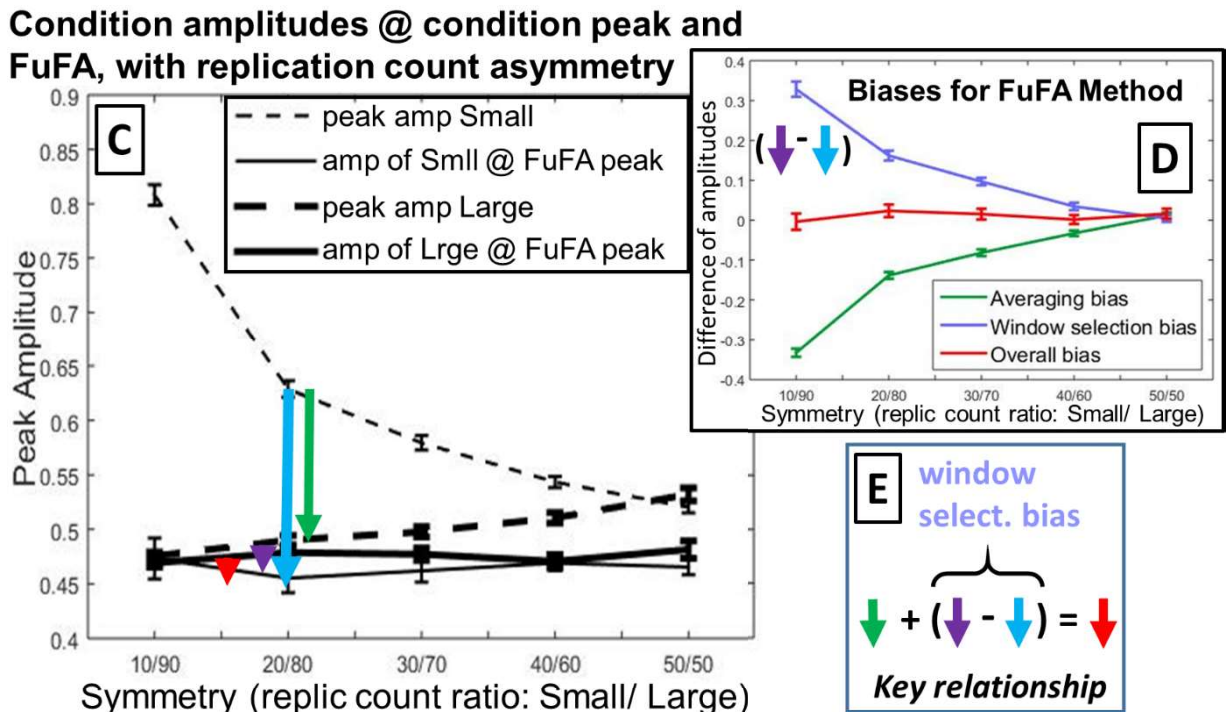 Condition amplitudes @ condition peak and
FuFA, with replication count asymmetry
C
0.9
0.85
0.8
0.75
0.7
0.65
0.6
0.55
0.5
0.45
0.4
Peak Amplitude
peak amp Small
amp of Smll @ FuFA peak
peak amp Large
amp of Lrge @ FuFA peak
10/90 20/80 30/70 40/60 50/50
Symmetry (replic count ratio: Small/ Large)
Biases for FuFA Method
D
( - )
0.4
0.3
0.2
0.1
0
-0.1
-0.2
-0.3
-0.4
Difference of amplitudes
Averaging bias
Window selection bias
Overall bias
10/90 20/80 30/70 40/60 50/50
Symmetry (replic count ratio: Small/ Large)
E
window
select. bias
+ ( - ) =
Key relationship